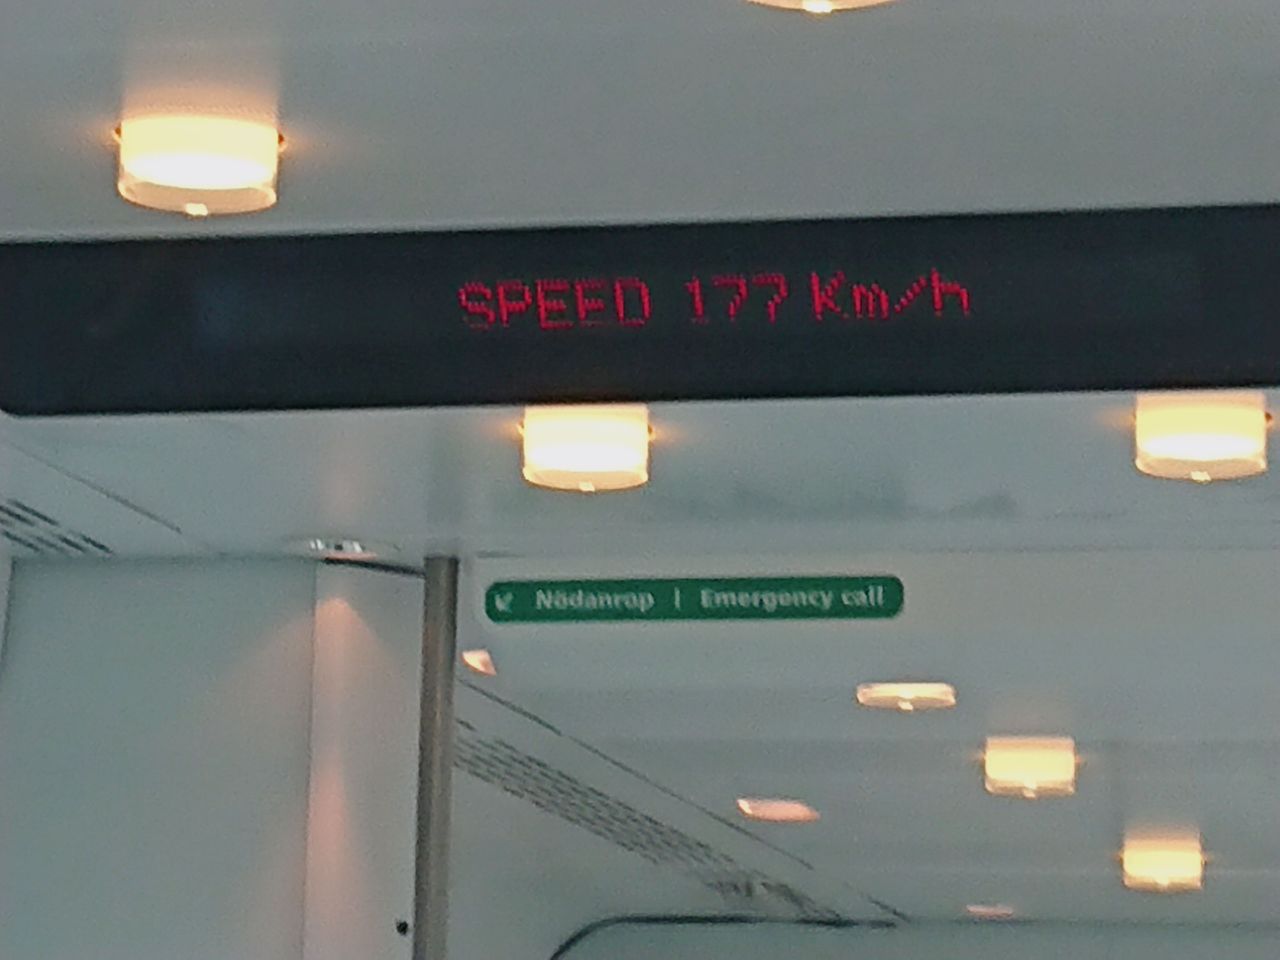 SPEED 177 Km/h
Nödanrop | Emergency call